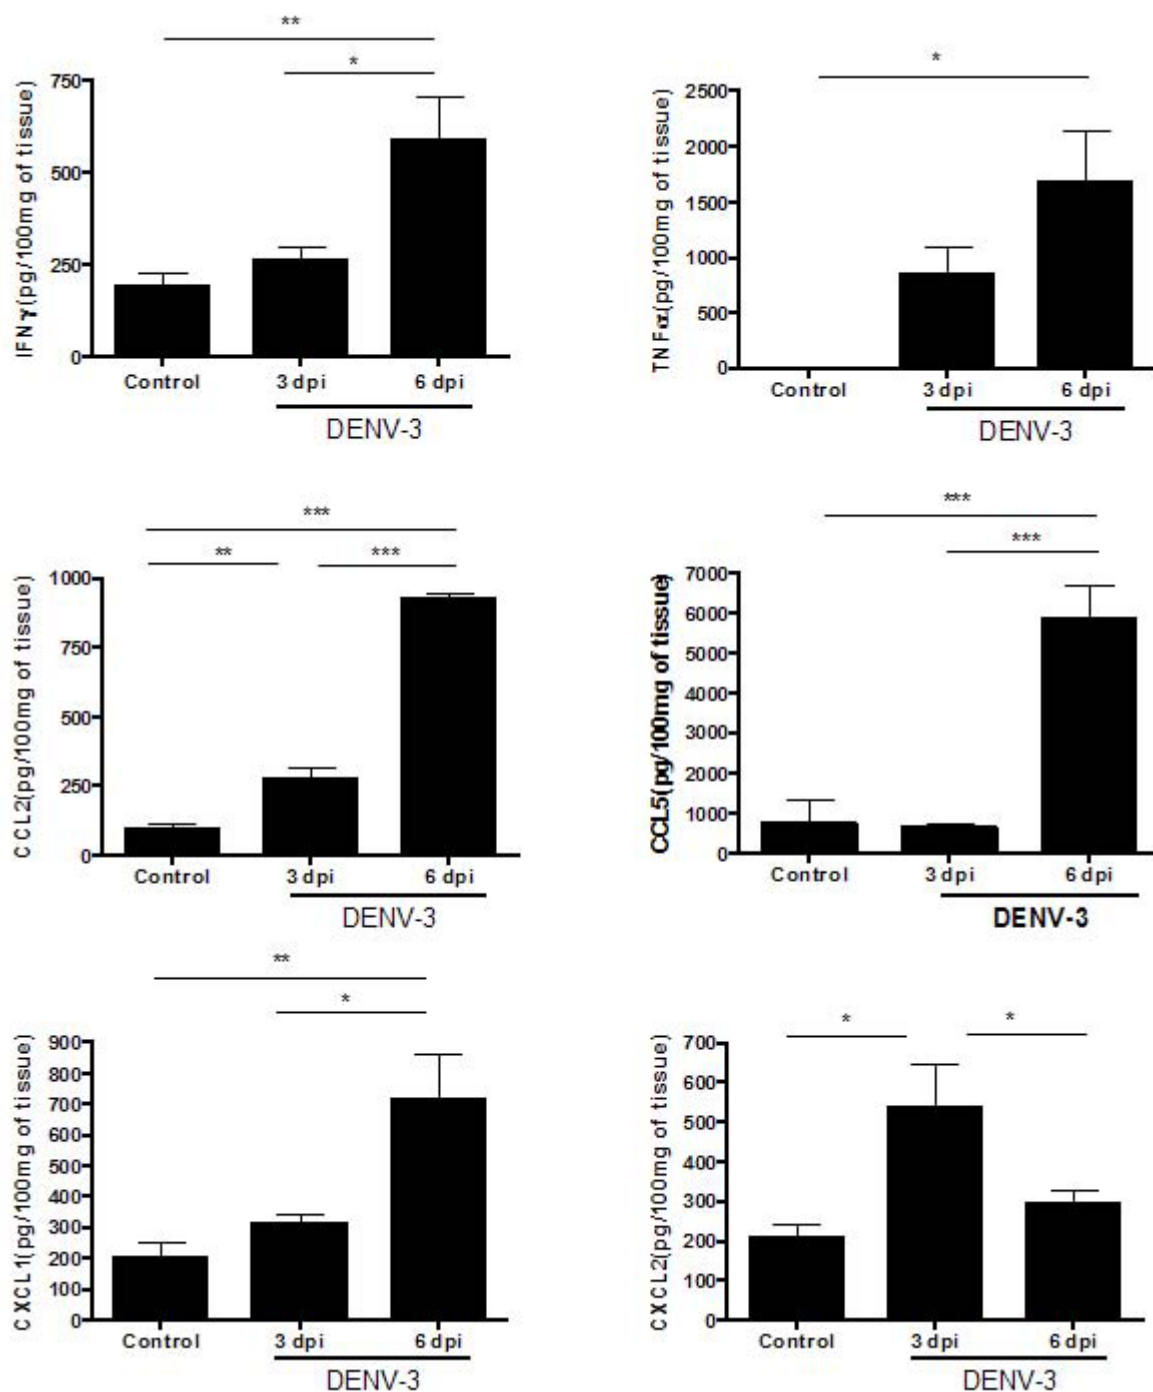 **
*
IFNγ(pg/100mg of tissue)
750
500
250
0
Control 3 dpi 6 dpi
DENV-3
*
TNFα(pg/100mg of tissue)
2500
2000
1500
1000
500
0
Control 3 dpi 6 dpi
DENV-3
***
** ***
CCL2(pg/100mg of tissue)
1000
750
500
250
0
Control 3 dpi 6 dpi
DENV-3
***
***
CCL5(pg/100mg of tissue)
7000
6000
5000
4000
3000
2000
1000
0
Control 3 dpi 6 dpi
DENV-3
**
*
CXCL1(pg/100mg of tissue)
900
800
700
600
500
400
300
200
100
0
Control 3 dpi 6 dpi
DENV-3
* *
CXCL2(pg/100mg of tissue)
700
600
500
400
300
200
100
0
Control 3 dpi 6 dpi
DENV-3